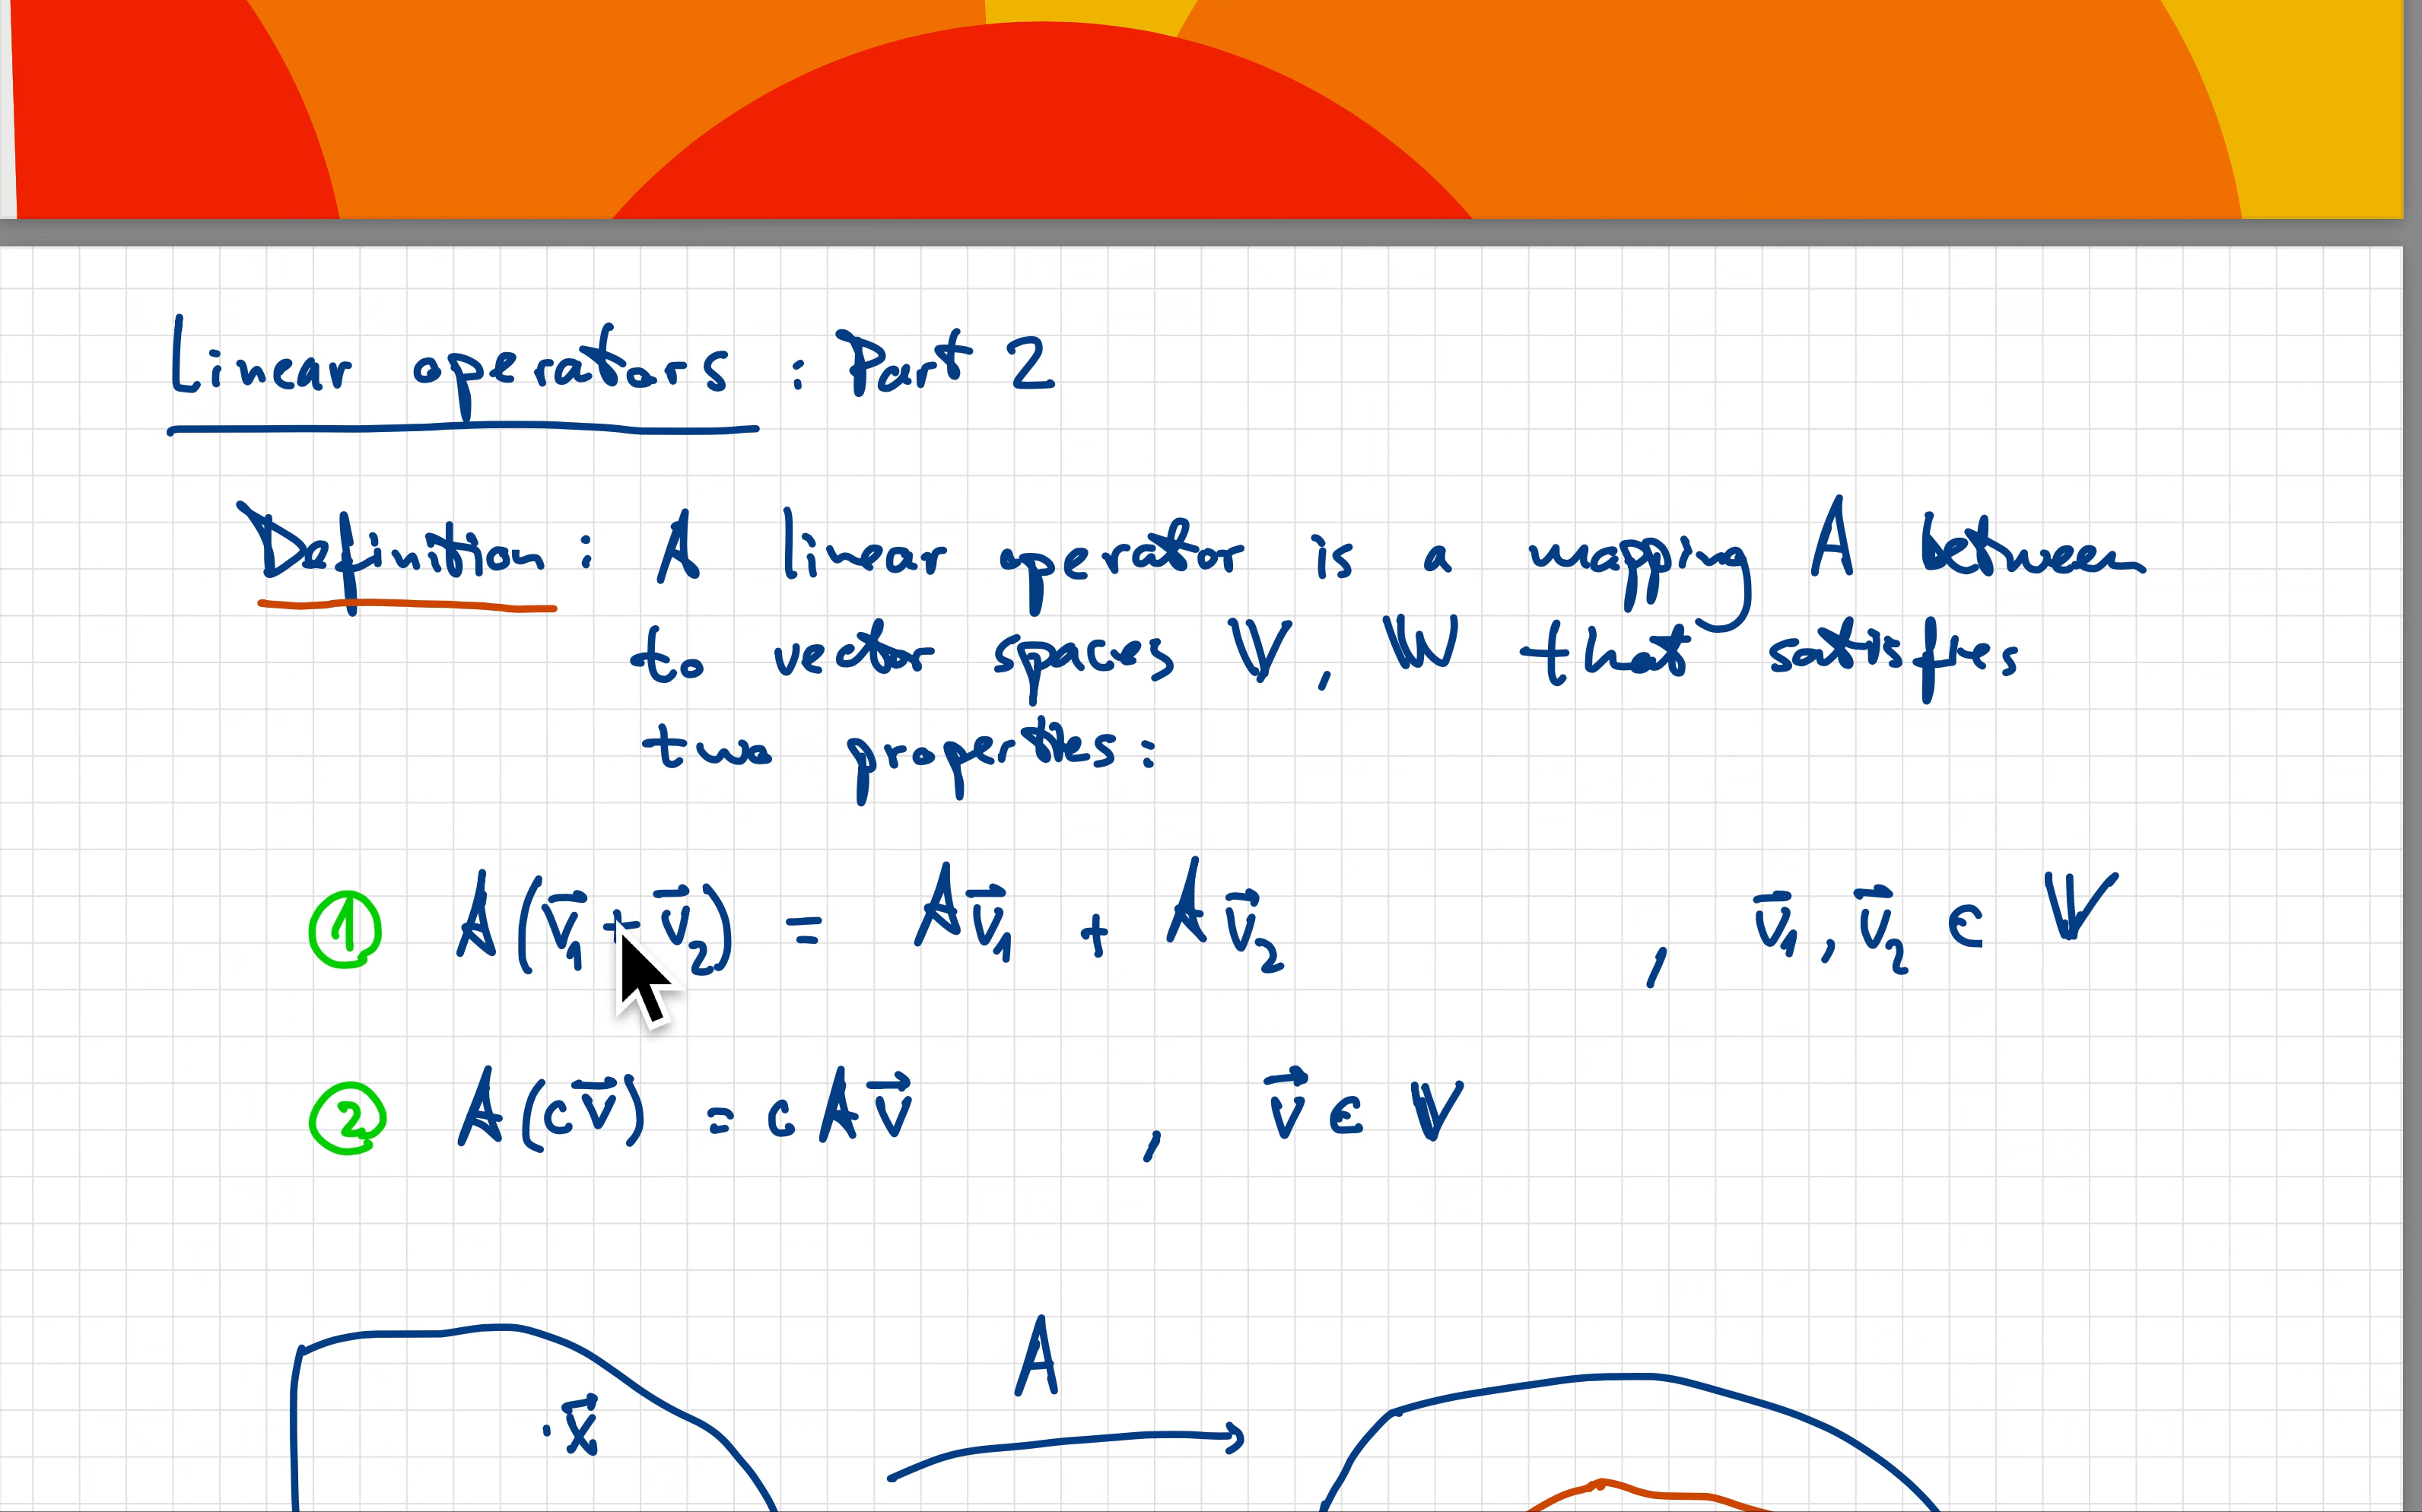 Linear operators : Part 2
Definition : A linear operator is a mapping A between
to vector spaces V, W that satisfies
two properties :
① A(v⃗₁ + v⃗₂) = Av⃗₁ + Av⃗₂ , v⃗₁, v⃗₂ ∈ V
② A(cv⃗) = cAv⃗ , v⃗ ∈ V
A
x⃗